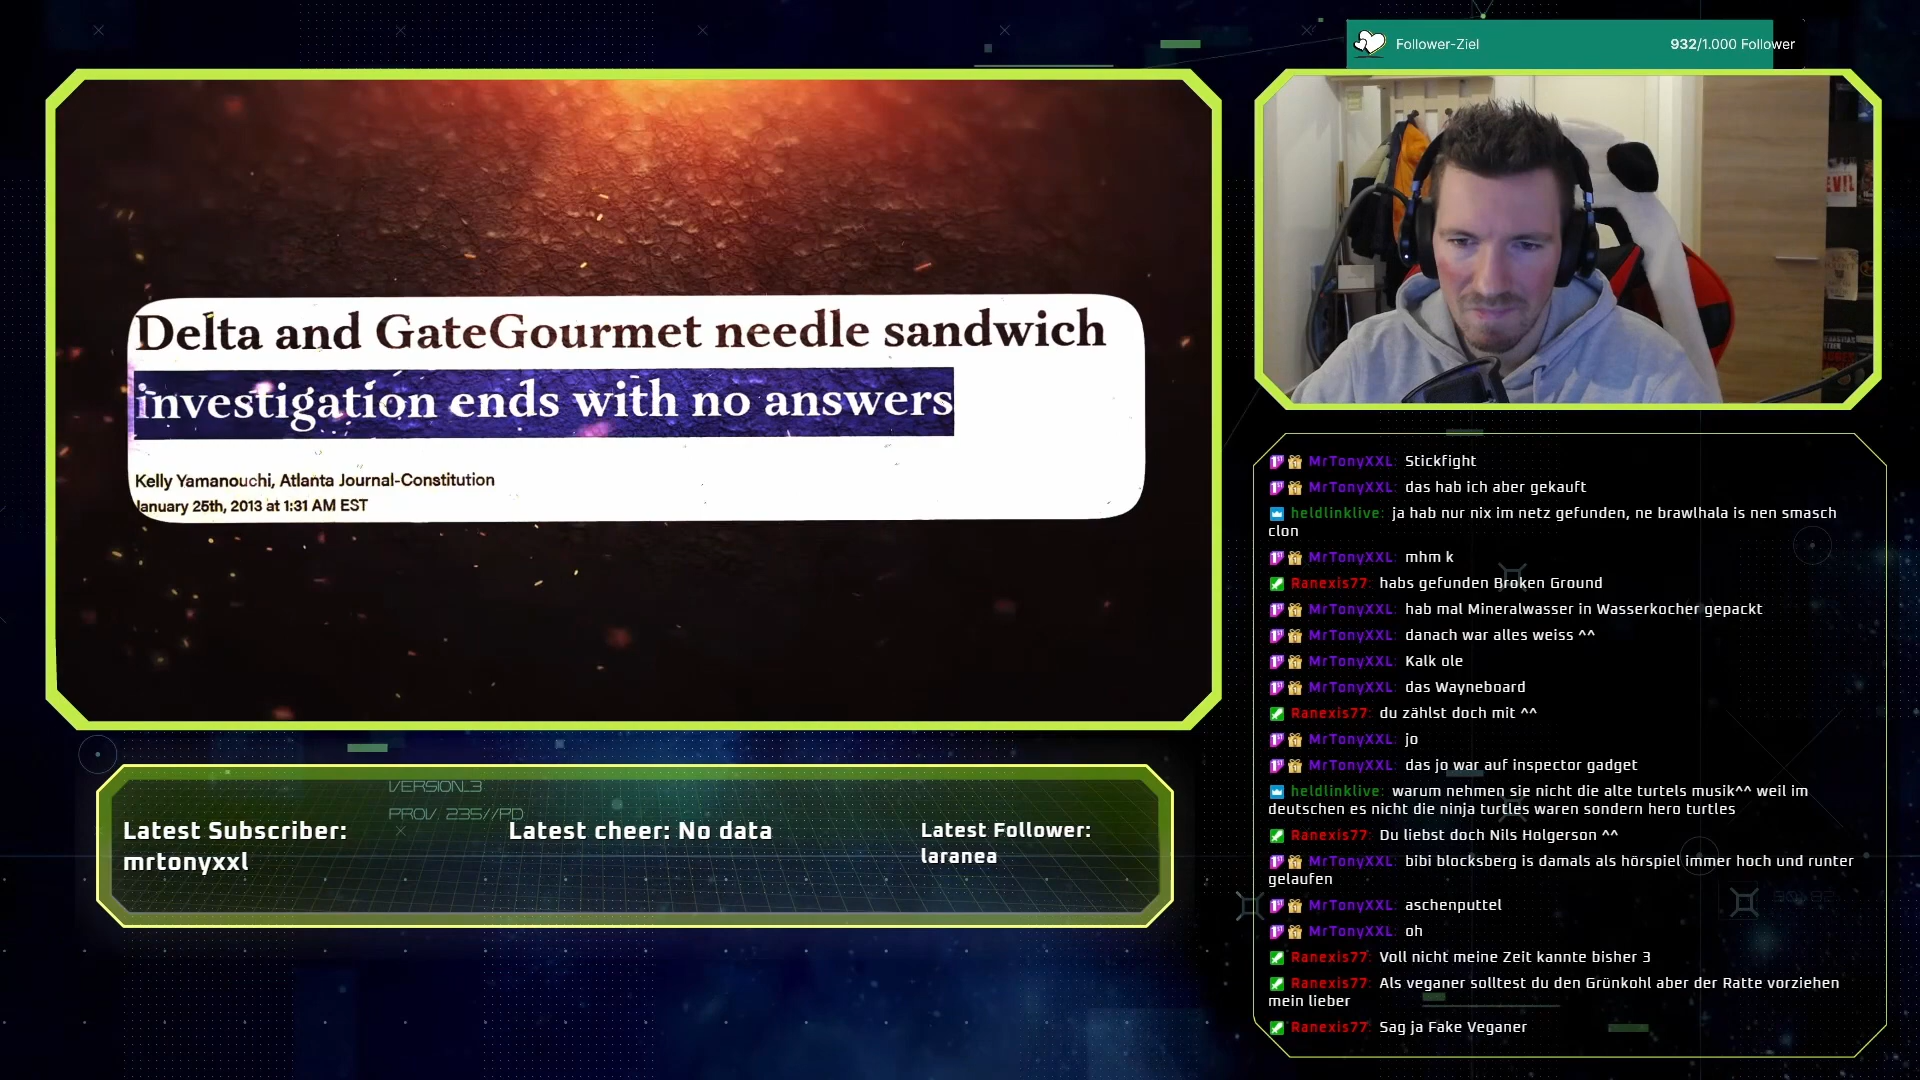 Follower-Ziel
932/1.000 Follower
Delta and GateGourmet needle sandwich
investigation ends with no answers
Kelly Yamanouchi, Atlanta Journal-Constitution
January 25th, 2013 at 1:31 AM EST
EVIL
MrTonyXXL: Stickfight
MrTonyXXL: das hab ich aber gekauft
heldlinklive: ja hab nur nix im netz gefunden, ne brawlhala is nen smasch
clon
MrTonyXXL: mhm k
Ranexis77: habs gefunden Broken Ground
MrTonyXXL: hab mal Mineralwasser in Wasserkocher gepackt
MrTonyXXL: danach war alles weiss ^^
MrTonyXXL: Kalk ole
MrTonyXXL: das Wayneboard
Ranexis77: du zählst doch mit ^^
MrTonyXXL: jo
MrTonyXXL: das jo war auf inspector gadget
heldlinklive: warum nehmen sie nicht die alte turtels musik^^ weil im
deutschen es nicht die ninja turtles waren sondern hero turtles
Ranexis77: Du liebst doch Nils Holgerson ^^
MrTonyXXL: bibi blocksberg is damals als hörspiel immer hoch und runter
gelaufen
MrTonyXXL: aschenputtel
MrTonyXXL: oh
Ranexis77: Voll nicht meine Zeit kannte bisher 3
Ranexis77: Als veganer solltest du den Grünkohl aber der Ratte vorziehen
mein lieber
Ranexis77: Sag ja Fake Veganer
VERSION_3
PROV. 235//PD
Latest Subscriber:
mrtonyxxl
Latest cheer: No data
Latest Follower:
laranea